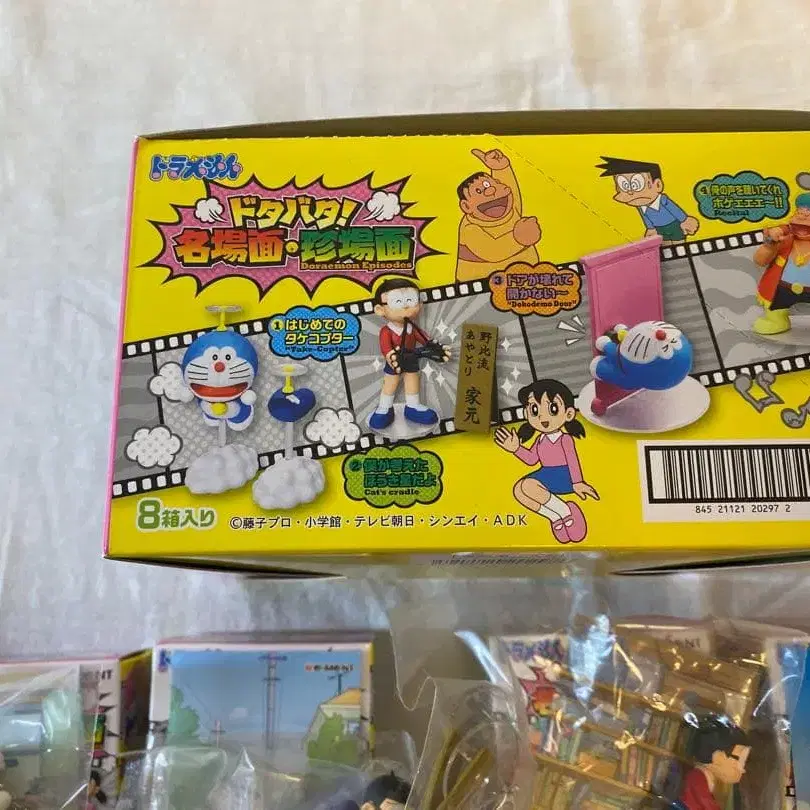 ドラえもん
ドタバタ!
名場面・珍場面
Doraemon Episodes
① はじめての
タケコプター
"Take-Copter"
② 僕が考えた
ほうき星だよ
Cat's cradle
野比流
あやとり
家元
③ ドアが壊れて
開かない～
"Dokodemo Door"
④ 俺の声を聴いてくれ
ボゲエエエ〜!!
Recital
8箱入り
©藤子プロ・小学館・テレビ朝日・シンエイ・ADK
845 21121 20297 2